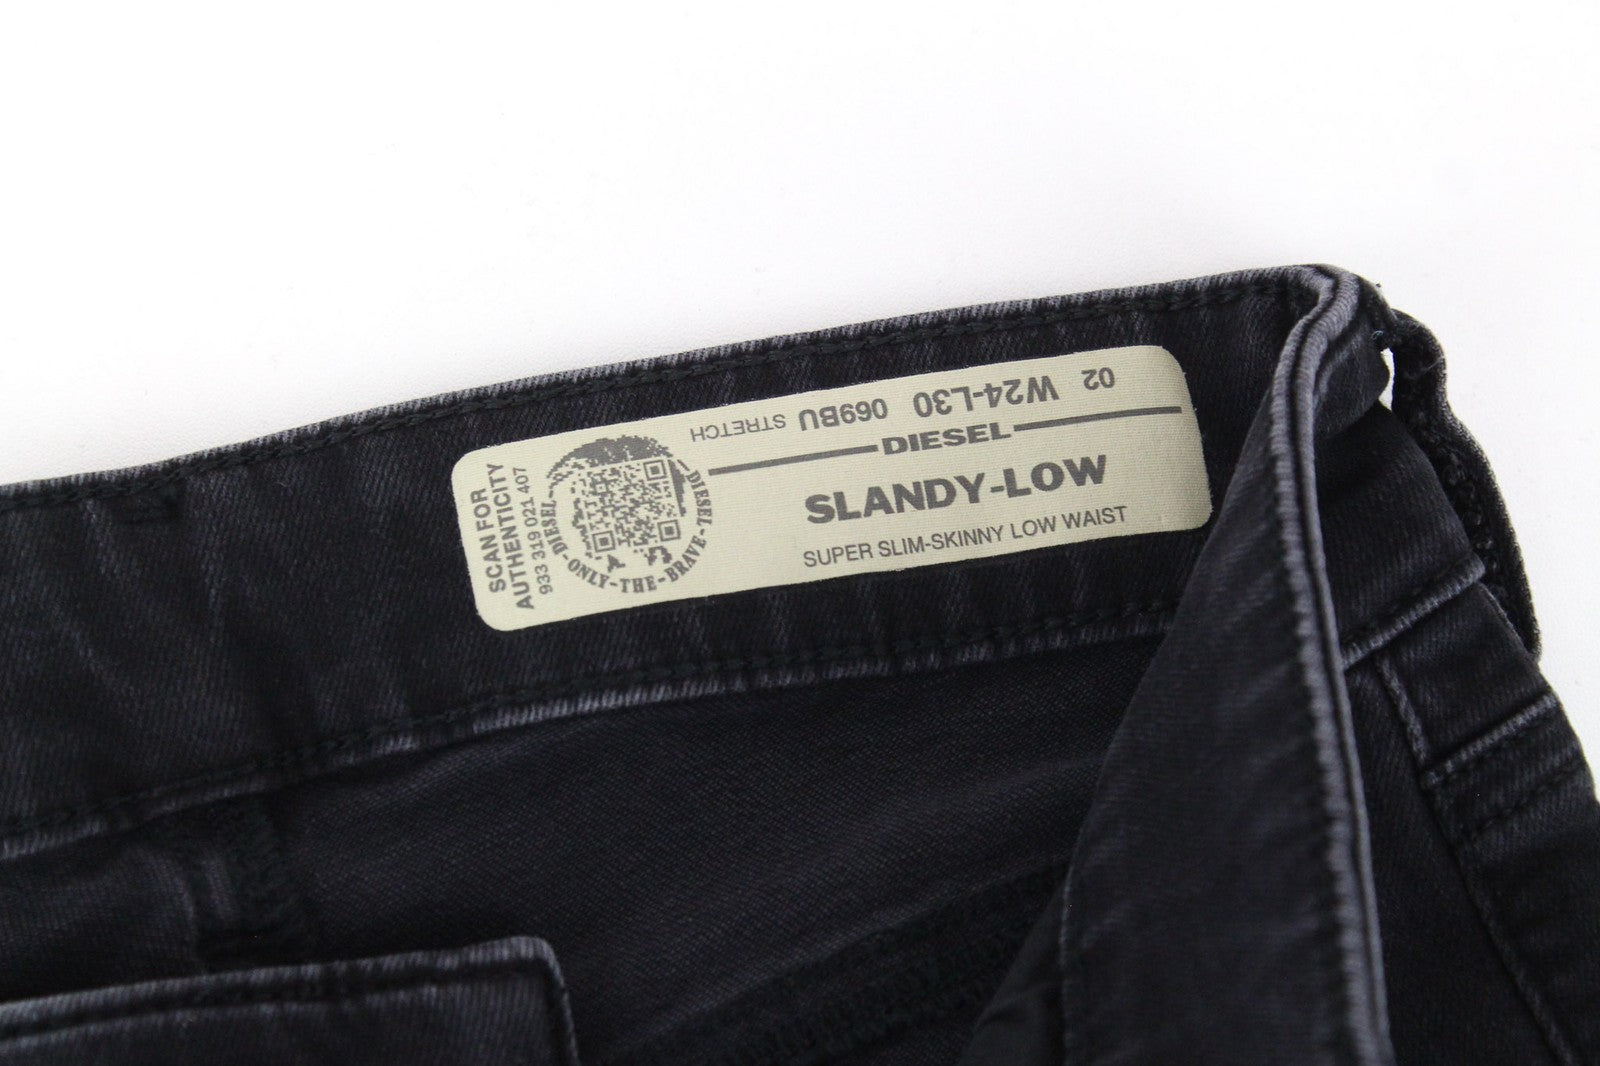 SCAN FOR
AUTHENTICITY
933 319 021 407
DIESEL-ONLY-THE-BRAVE-DIESEL
02 W24-L30 069BU STRETCH
DIESEL
SLANDY-LOW
SUPER SLIM-SKINNY LOW WAIST